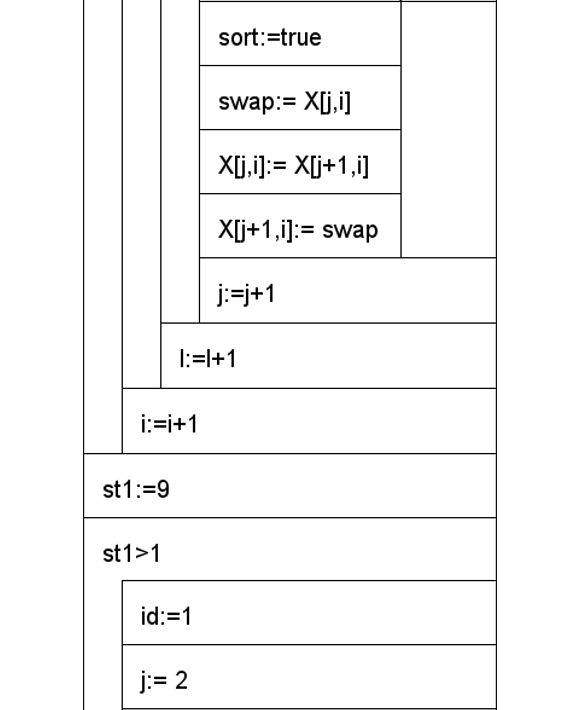 sort:=true
swap:= X[j,i]
X[j,i]:= X[j+1,i]
X[j+1,i]:= swap
j:=j+1
l:=l+1
i:=i+1
st1:=9
st1>1
id:=1
j:= 2